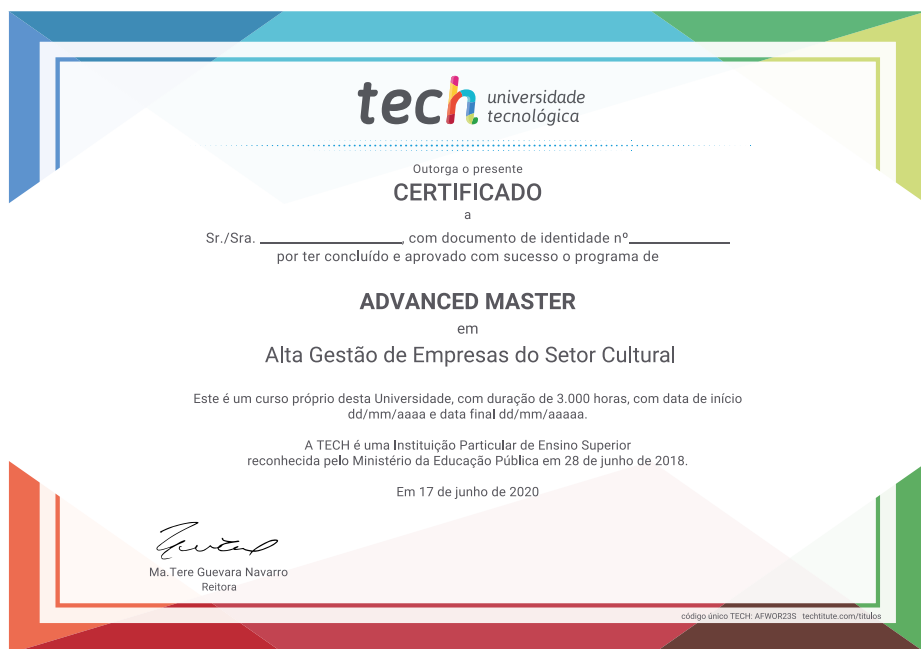 tech universidade
tecnológica
Outorga o presente
CERTIFICADO
a
Sr./Sra. ____________________, com documento de identidade nº______________
por ter concluído e aprovado com sucesso o programa de
ADVANCED MASTER
em
Alta Gestão de Empresas do Setor Cultural
Este é um curso próprio desta Universidade, com duração de 3.000 horas, com data de início
dd/mm/aaaa e data final dd/mm/aaaaa.
A TECH é uma Instituição Particular de Ensino Superior
reconhecida pelo Ministério da Educação Pública em 28 de junho de 2018.
Em 17 de junho de 2020
Ma.Tere Guevara Navarro
Reitora
código único TECH: AFWOR23S techtitute.com/titulos